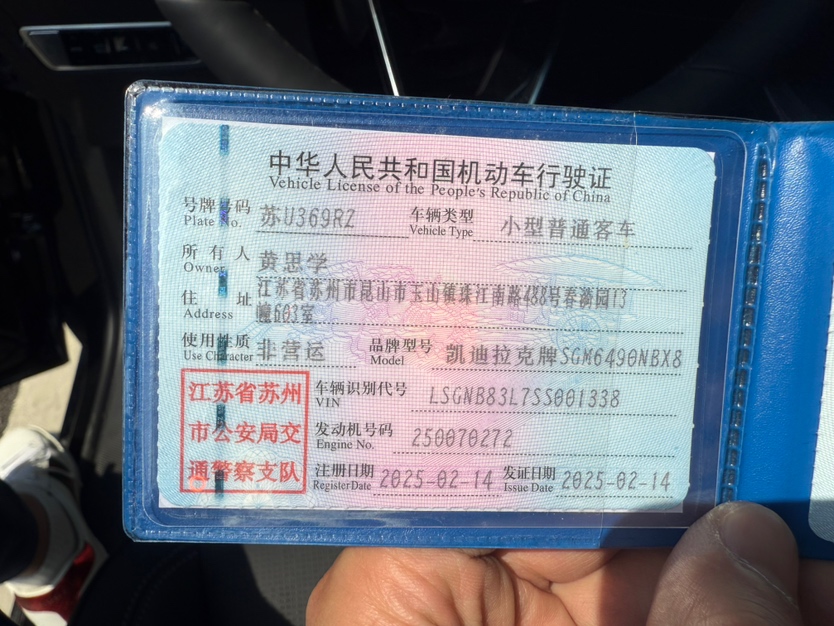 中华人民共和国机动车行驶证
Vehicle License of the People's Republic of China
号牌号码 苏U369RZ 车辆类型 小型普通客车
Plate No. Vehicle Type
所有人 黄思学
Owner
住址 江苏省苏州市昆山市玉山镇珠江南路488号春漪园13
Address 幢603室
使用性质 非营运 品牌型号 凯迪拉克牌SGM6490NBX8
Use Character Model
江苏省苏州
市公安局交
通警察支队
车辆识别代号 LSGNB83L7SS001338
VIN
发动机号码 250070272
Engine No.
注册日期 2025-02-14 发证日期 2025-02-14
Register Date Issue Date